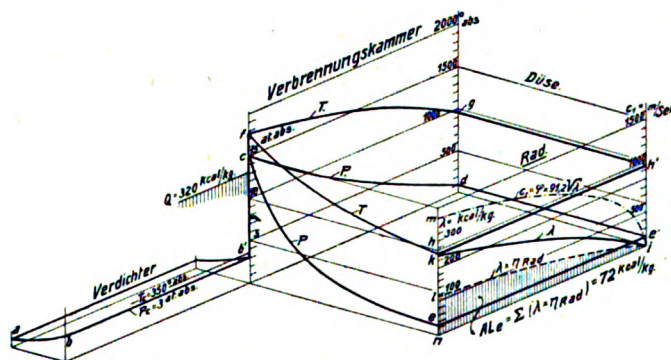 Verbrennungskammer
2000° abs.
1500
1000
500
Düse.
c₁ = m/Sec
1500
1000
500
Rad.
f
T.
g
at. abs.
c
P.
d
Q = 320 kcal/kg.
T
P
m
λ = kcal/kg.
300
200
100
c₁ = φ = 91,2√λ
h'
h
k
λ
e'
j
i
λ = η Rad
e
n
ALe = Σ (λ = η Rad) = 72 kcal/kg.
b'
3
Verdichter
= 350° abs.
Pc = 3 at. abs.
a
b